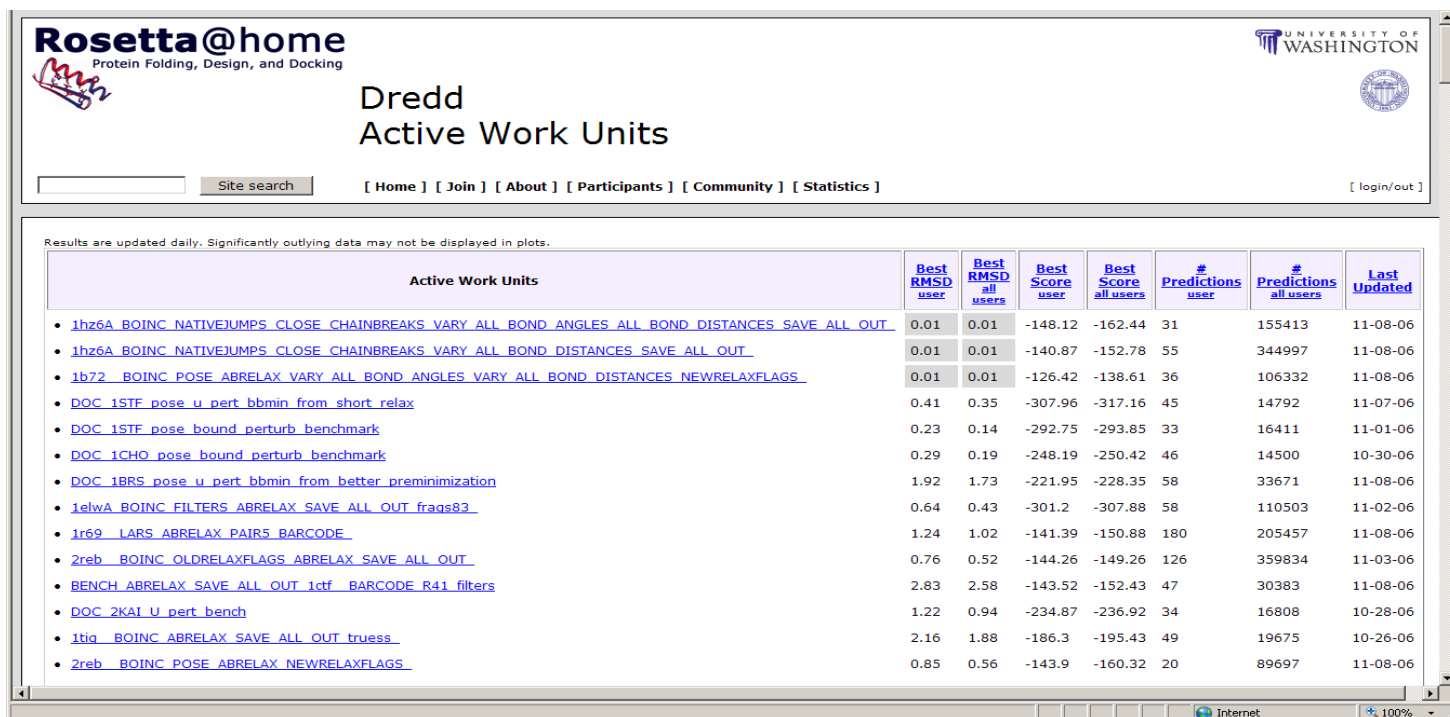 Rosetta@home
Protein Folding, Design, and Docking
UNIVERSITY OF
WASHINGTON
Dredd
Active Work Units
Site search
[ Home ] [ Join ] [ About ] [ Participants ] [ Community ] [ Statistics ]
[ login/out ]
Results are updated daily. Significantly outlying data may not be displayed in plots.
Active Work Units Best RMSD user Best RMSD all users Best Score user Best Score all users # Predictions user # Predictions all users Last Updated
1hz6A_BOINC_NATIVEJUMPS_CLOSE_CHAINBREAKS_VARY_ALL_BOND_ANGLES_ALL_BOND_DISTANCES_SAVE_ALL_OUT_ 0.01 0.01 -148.12 -162.44 31 155413 11-08-06
1hz6A_BOINC_NATIVEJUMPS_CLOSE_CHAINBREAKS_VARY_ALL_BOND_DISTANCES_SAVE_ALL_OUT_ 0.01 0.01 -140.87 -152.78 55 344997 11-08-06
1b72__BOINC_POSE_ABRELAX_VARY_ALL_BOND_ANGLES_VARY_ALL_BOND_DISTANCES_NEWRELAXFLAGS_ 0.01 0.01 -126.42 -138.61 36 106332 11-08-06
DOC_1STF_pose_u_pert_bbmin_from_short_relax 0.41 0.35 -307.96 -317.16 45 14792 11-07-06
DOC_1STF_pose_bound_perturb_benchmark 0.23 0.14 -292.75 -293.85 33 16411 11-01-06
DOC_1CHO_pose_bound_perturb_benchmark 0.29 0.19 -248.19 -250.42 46 14500 10-30-06
DOC_1BRS_pose_u_pert_bbmin_from_better_preminimization 1.92 1.73 -221.95 -228.35 58 33671 11-08-06
1elwA_BOINC_FILTERS_ABRELAX_SAVE_ALL_OUT_frags83_ 0.64 0.43 -301.2 -307.88 58 110503 11-02-06
1r69__LARS_ABRELAX_PAIR5_BARCODE_ 1.24 1.02 -141.39 -150.88 180 205457 11-08-06
2reb__BOINC_OLDRELAXFLAGS_ABRELAX_SAVE_ALL_OUT_ 0.76 0.52 -144.26 -149.26 126 359834 11-03-06
BENCH_ABRELAX_SAVE_ALL_OUT_1ctf__BARCODE_R41_filters 2.83 2.58 -143.52 -152.43 47 30383 11-08-06
DOC_2KAI_U_pert_bench 1.22 0.94 -234.87 -236.92 34 16808 10-28-06
1tig__BOINC_ABRELAX_SAVE_ALL_OUT_truess_ 2.16 1.88 -186.3 -195.43 49 19675 10-26-06
2reb__BOINC_POSE_ABRELAX_NEWRELAXFLAGS_ 0.85 0.56 -143.9 -160.32 20 89697 11-08-06
Internet 100%